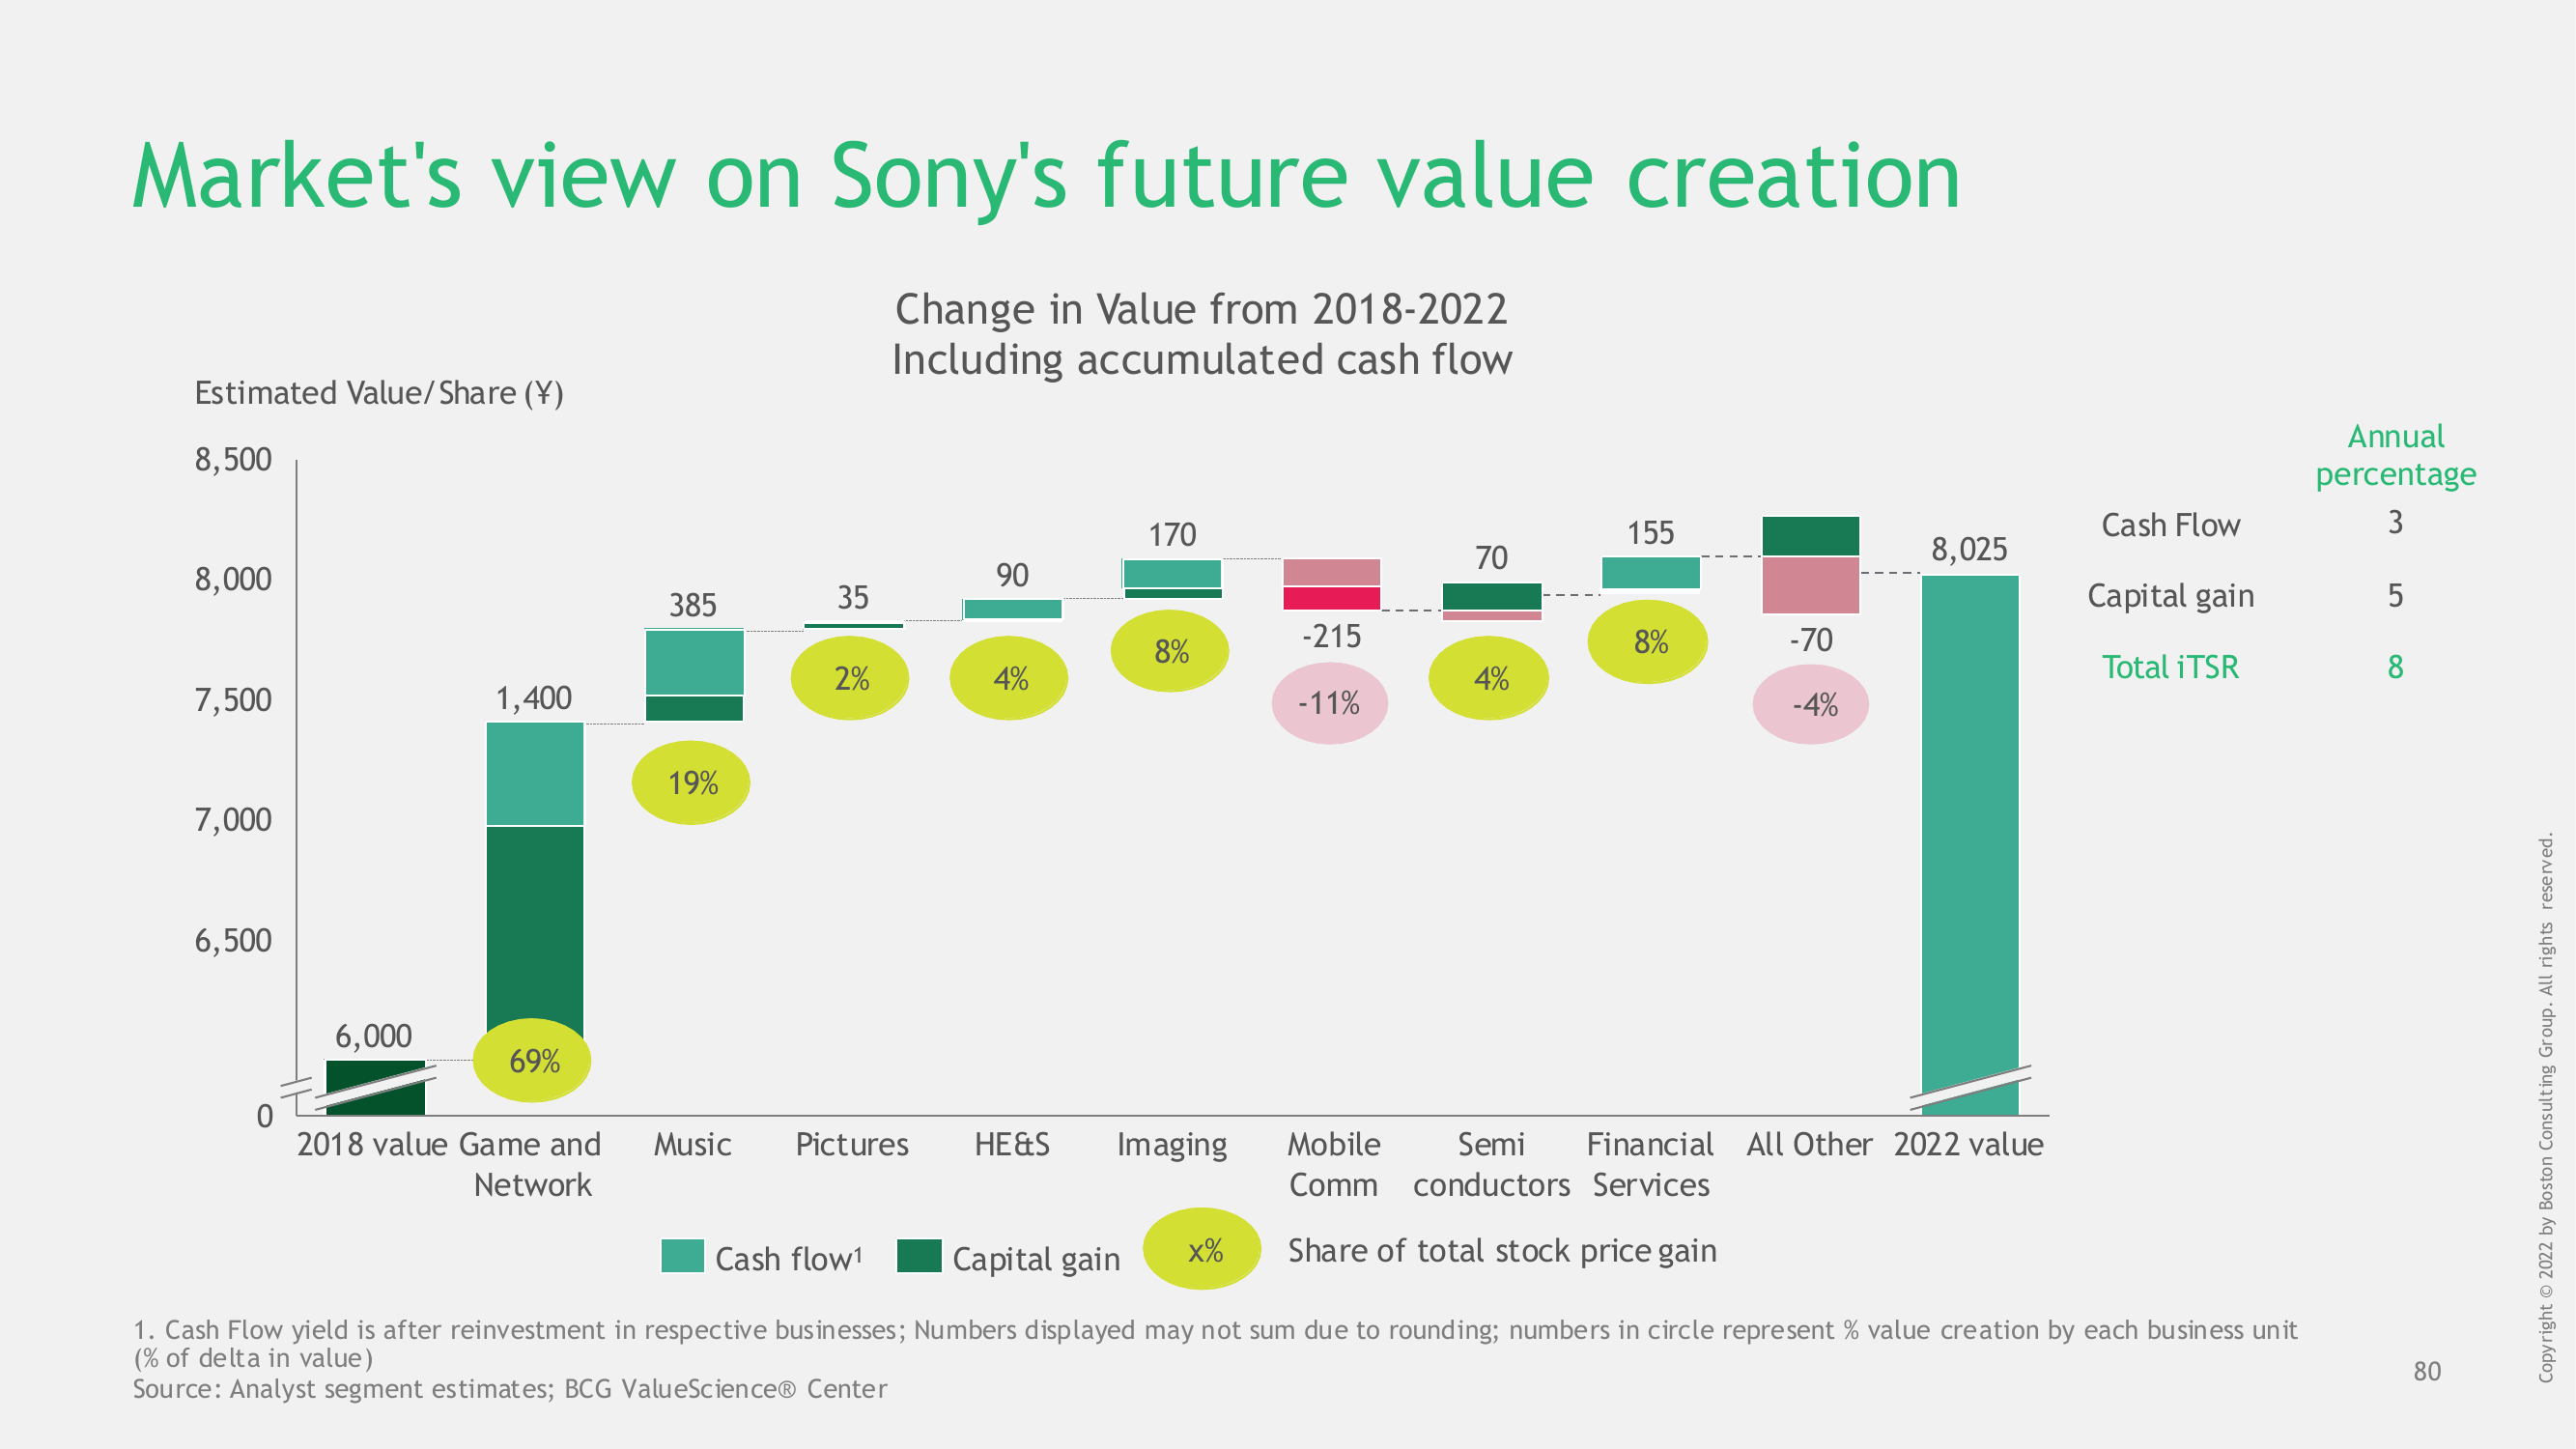 Market's view on Sony's future value creation
Change in Value from 2018-2022
Including accumulated cash flow
Estimated Value/Share (¥)
8,500
8,000
7,500
7,000
6,500
0
6,000
1,400
69%
385
19%
35
2%
90
4%
170
8%
-215
-11%
70
4%
155
8%
-70
-4%
8,025
2018 value
Game and
Network
Music
Pictures
HE&S
Imaging
Mobile
Comm
Semi
conductors
Financial
Services
All Other
2022 value
Annual
percentage
Cash Flow 3
Capital gain 5
Total iTSR 8
Cash flow¹
Capital gain
x%
Share of total stock price gain
1. Cash Flow yield is after reinvestment in respective businesses; Numbers displayed may not sum due to rounding; numbers in circle represent % value creation by each business unit
(% of delta in value)
Source: Analyst segment estimates; BCG ValueScience® Center
80
Copyright © 2022 by Boston Consulting Group. All rights reserved.